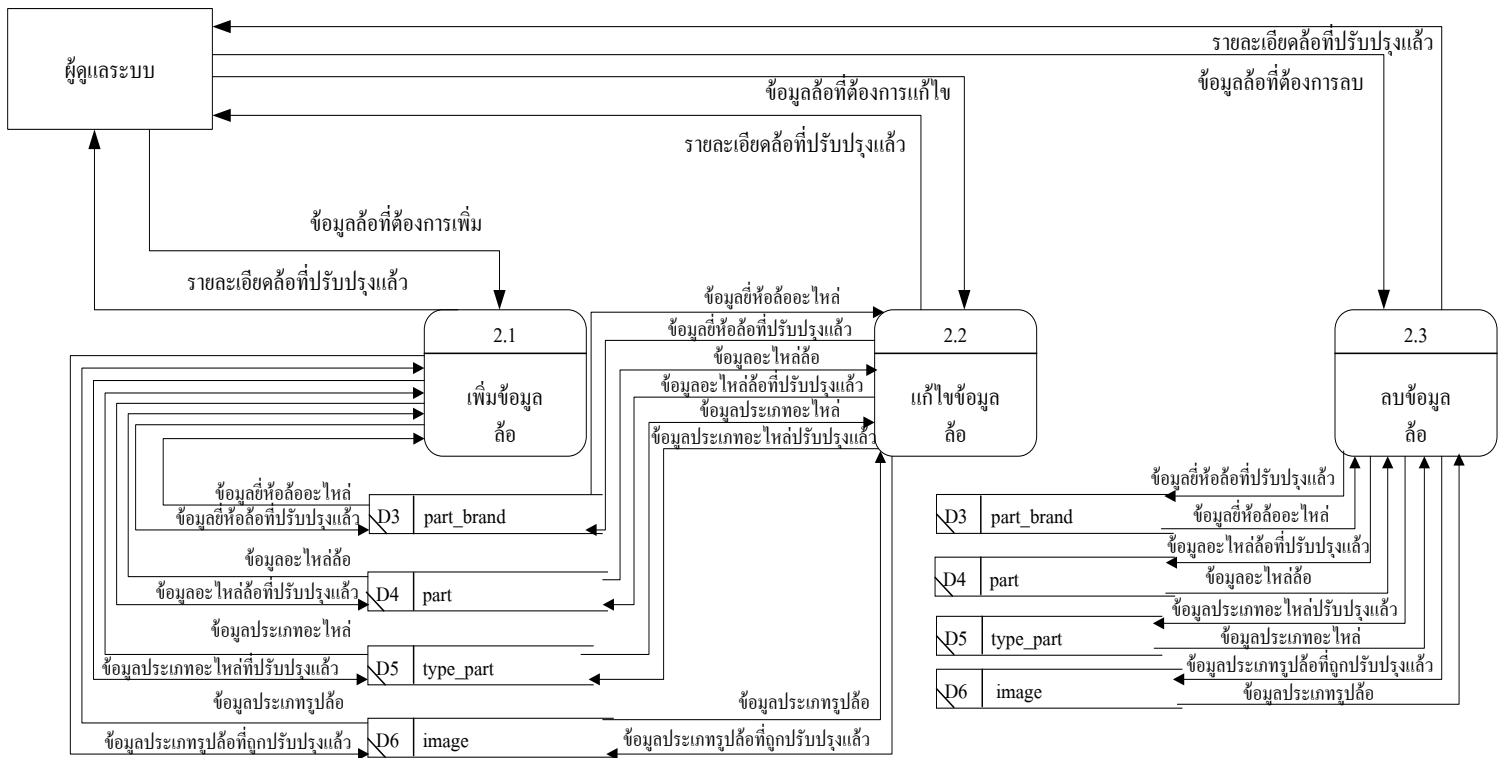 ผู้ดูแลระบบ
รายละเอียดล้อที่ปรับปรุงแล้ว
ข้อมูลล้อที่ต้องการลบ
ข้อมูลล้อที่ต้องการแก้ไข
รายละเอียดล้อที่ปรับปรุงแล้ว
ข้อมูลล้อที่ต้องการเพิ่ม
รายละเอียดล้อที่ปรับปรุงแล้ว
2.1
เพิ่มข้อมูล
ล้อ
ข้อมูลยี่ห้อล้ออะไหล่
ข้อมูลยี่ห้อล้อที่ปรับปรุงแล้ว
ข้อมูลอะไหล่ล้อ
ข้อมูลอะไหล่ล้อที่ปรับปรุงแล้ว
ข้อมูลประเภทอะไหล่
ข้อมูลประเภทอะไหล่ปรับปรุงแล้ว
2.2
แก้ไขข้อมูล
ล้อ
2.3
ลบข้อมูล
ล้อ
ข้อมูลยี่ห้อล้ออะไหล่
ข้อมูลยี่ห้อล้อที่ปรับปรุงแล้ว
D3 part_brand
ข้อมูลอะไหล่ล้อ
ข้อมูลอะไหล่ล้อที่ปรับปรุงแล้ว
D4 part
ข้อมูลประเภทอะไหล่
ข้อมูลประเภทอะไหล่ที่ปรับปรุงแล้ว
D5 type_part
ข้อมูลประเภทรูปล้อ
ข้อมูลประเภทรูปล้อที่ถูกปรับปรุงแล้ว
D6 image
ข้อมูลประเภทรูปล้อ
ข้อมูลประเภทรูปล้อที่ถูกปรับปรุงแล้ว
ข้อมูลยี่ห้อล้อที่ปรับปรุงแล้ว
D3 part_brand
ข้อมูลยี่ห้อล้ออะไหล่
ข้อมูลอะไหล่ล้อที่ปรับปรุงแล้ว
D4 part
ข้อมูลอะไหล่ล้อ
ข้อมูลประเภทอะไหล่ปรับปรุงแล้ว
D5 type_part
ข้อมูลประเภทอะไหล่
ข้อมูลประเภทรูปล้อที่ถูกปรับปรุงแล้ว
D6 image
ข้อมูลประเภทรูปล้อ